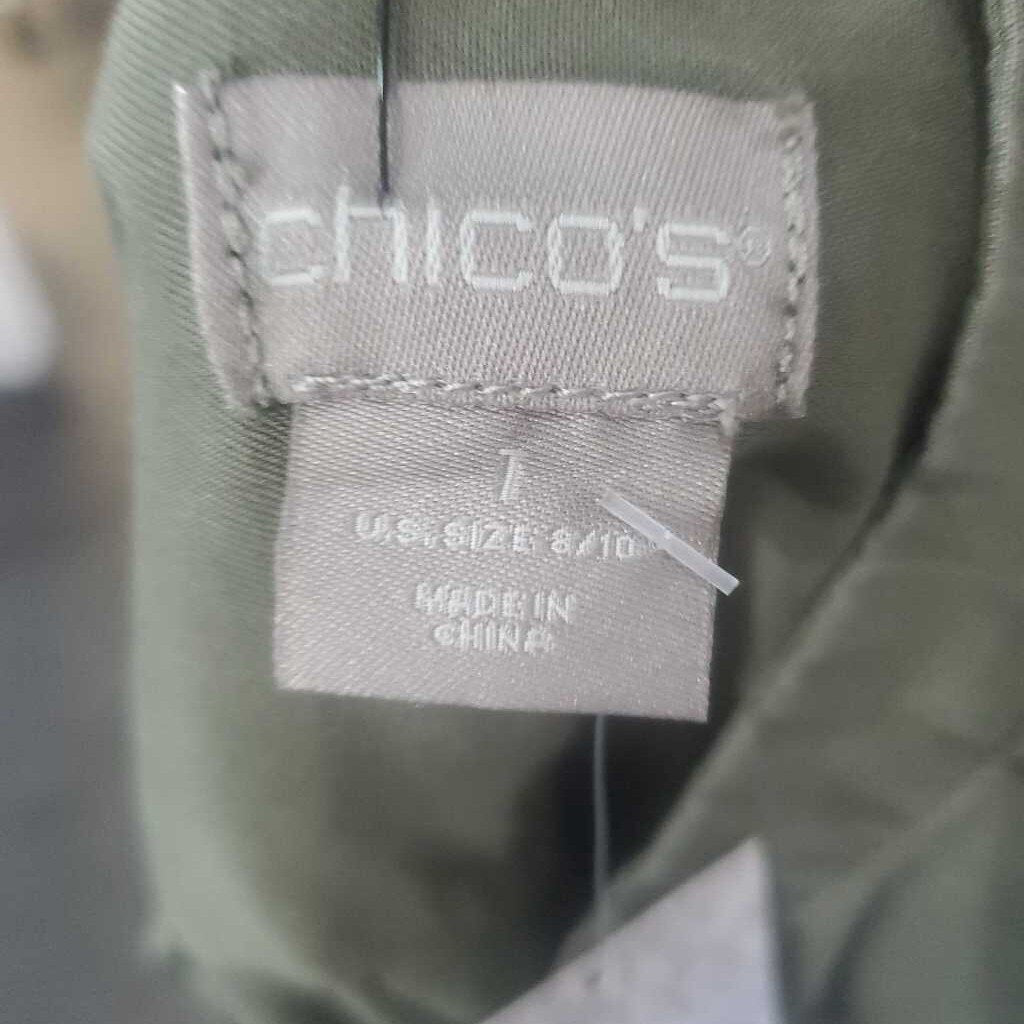 chico's®
1
U.S. SIZE: 8/10
MADE IN
CHINA